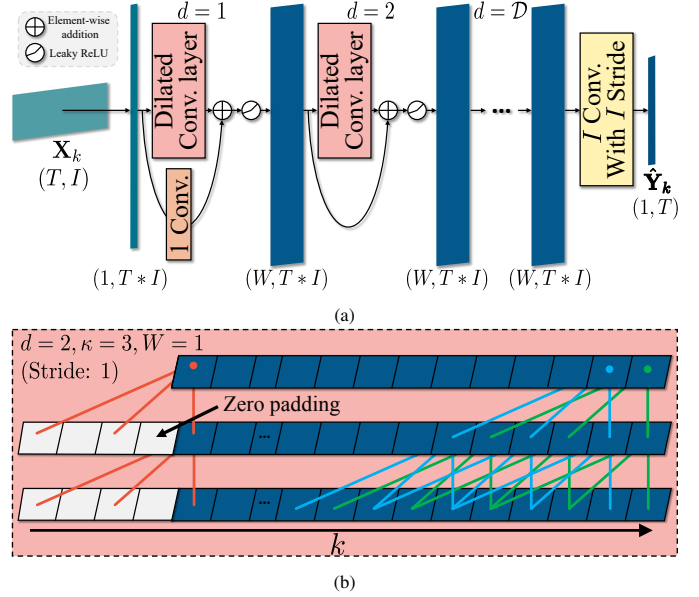 Element-wise
addition
Leaky ReLU
d = 1
d = 2
d = 𝒟
Dilated
Conv. layer
Dilated
Conv. layer
I Conv.
With I Stride
1 Conv.
...
X_k
(T, I)
Ŷ_k
(1, T)
(1, T * I)
(W, T * I)
(W, T * I)
(W, T * I)
(a)
d = 2, κ = 3, W = 1
(Stride: 1)
Zero padding
...
...
k
(b)